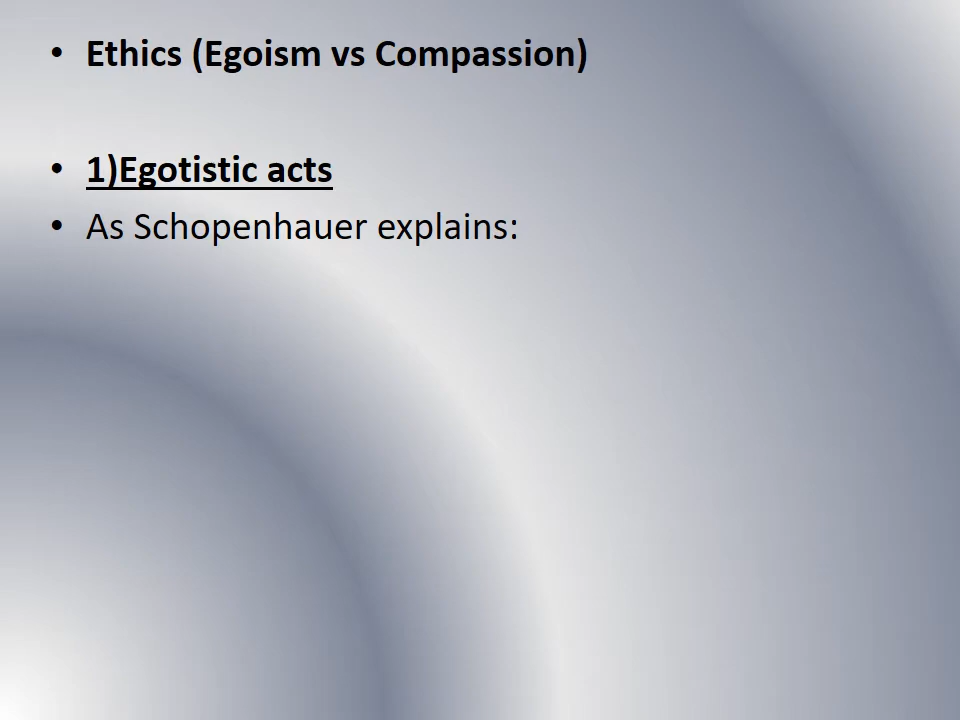 • Ethics (Egoism vs Compassion)
• 1)Egotistic acts
• As Schopenhauer explains: